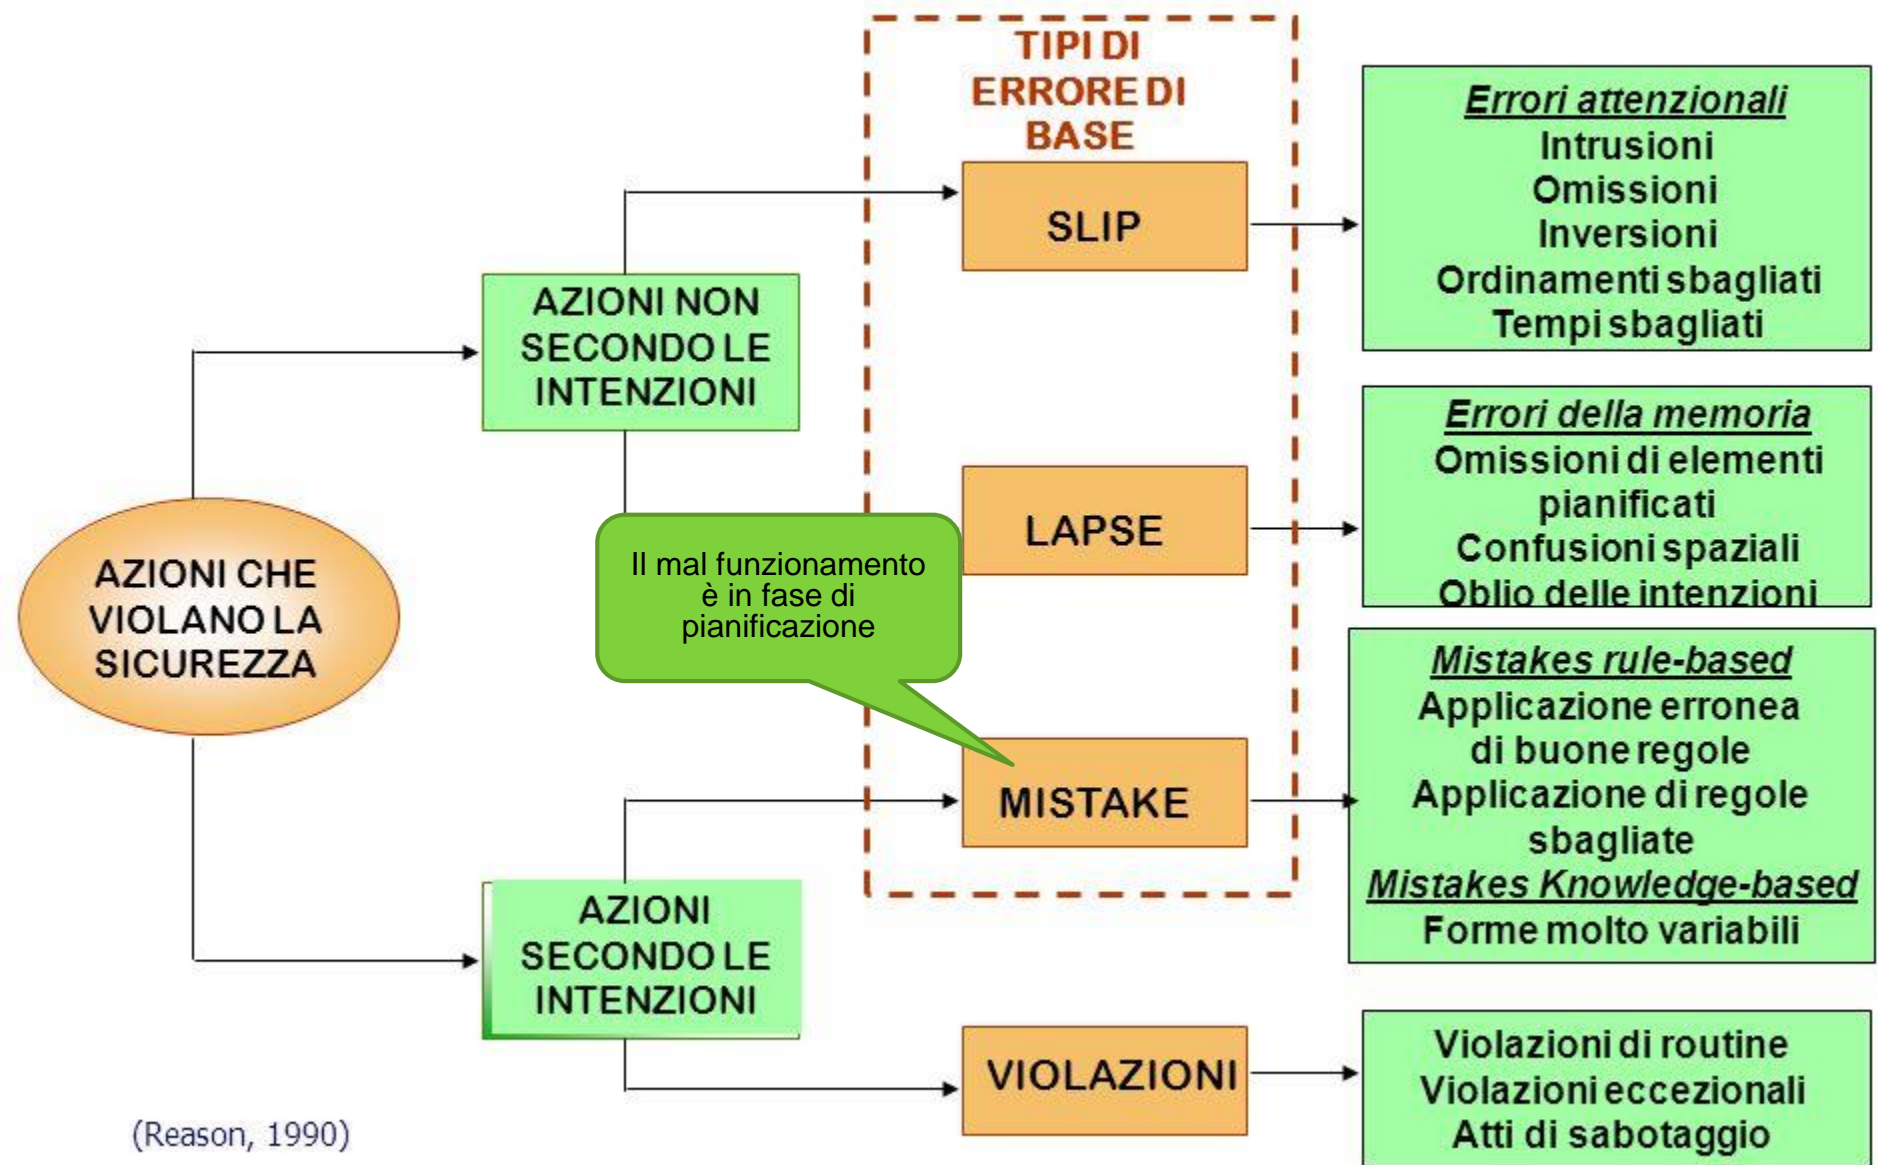 TIPI DI
ERRORE DI
BASE
SLIP
Errori attenzionali
Intrusioni
Omissioni
Inversioni
Ordinamenti sbagliati
Tempi sbagliati
AZIONI NON
SECONDO LE
INTENZIONI
LAPSE
Errori della memoria
Omissioni di elementi
pianificati
Confusioni spaziali
Oblio delle intenzioni
AZIONI CHE
VIOLANO LA
SICUREZZA
Il mal funzionamento
è in fase di
pianificazione
MISTAKE
Mistakes rule-based
Applicazione erronea
di buone regole
Applicazione di regole
sbagliate
Mistakes Knowledge-based
Forme molto variabili
AZIONI
SECONDO LE
INTENZIONI
VIOLAZIONI
Violazioni di routine
Violazioni eccezionali
Atti di sabotaggio
(Reason, 1990)